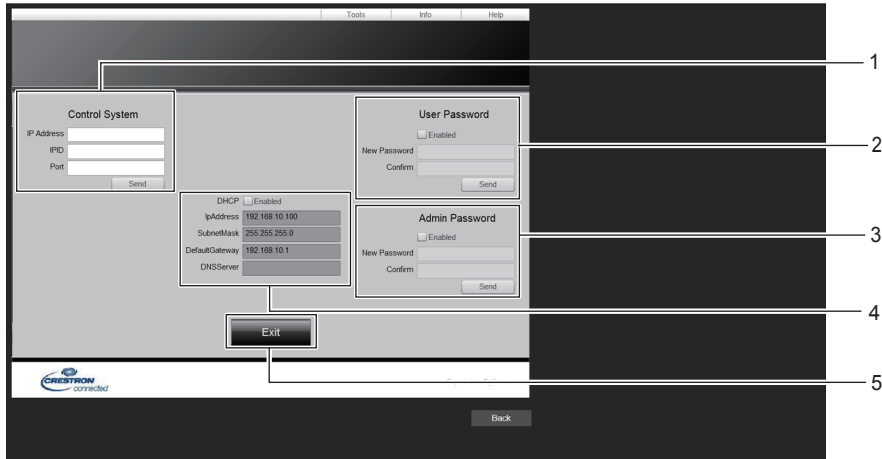 Tools Info Help
1
Control System
IP Address
IPID
Port
Send
User Password
Enabled
New Password
Confirm
Send
2
DHCP Enabled
IpAddress 192.168.10.100
SubnetMask 255.255.255.0
DefaultGateway 192.168.10.1
DNSServer
Admin Password
Enabled
New Password
Confirm
Send
3
4
Exit
5
CRESTRON
connected
Back